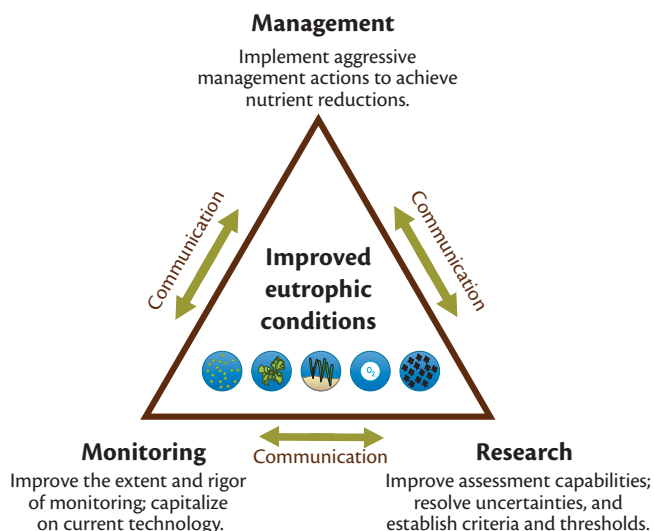 Management
Implement aggressive
management actions to achieve
nutrient reductions.
Communication
Communication
Improved
eutrophic
conditions
O₂
Monitoring
Improve the extent and rigor
of monitoring; capitalize
on current technology.
Communication
Research
Improve assessment capabilities;
resolve uncertainties, and
establish criteria and thresholds.